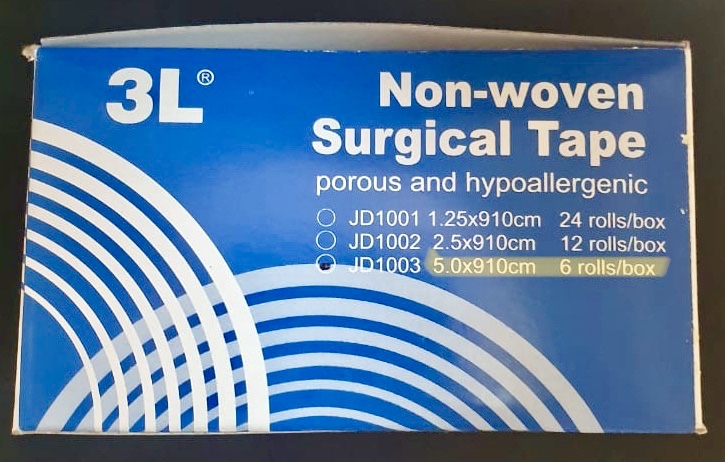 3L®
Non-woven
Surgical Tape
porous and hypoallergenic
JD1001 1.25x910cm 24 rolls/box
JD1002 2.5x910cm 12 rolls/box
JD1003 5.0x910cm 6 rolls/box